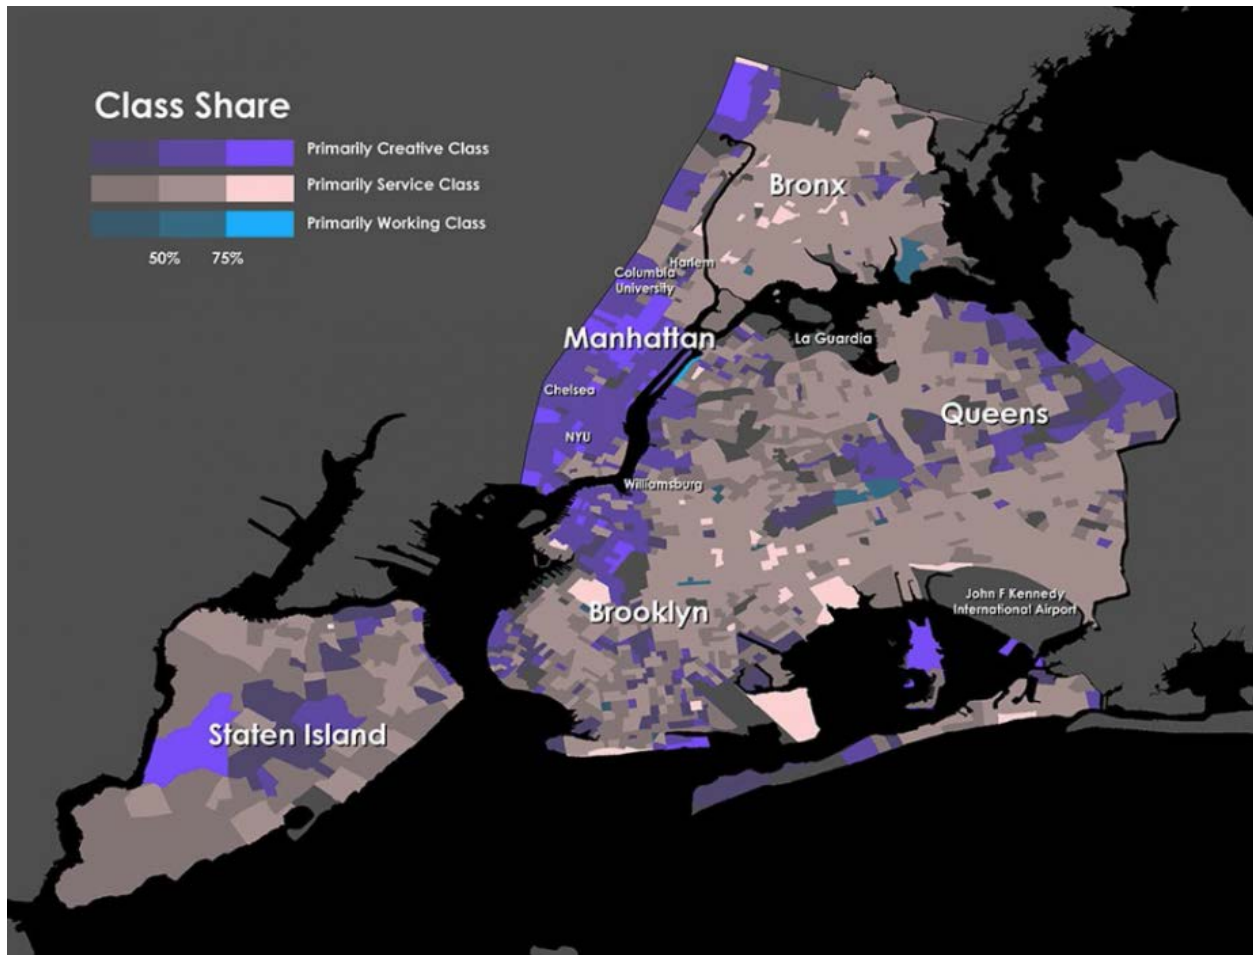 Class Share
Primarily Creative Class
Primarily Service Class
Primarily Working Class
50% 75%
Bronx
Harlem
Columbia
University
Manhattan
La Guardia
Chelsea
Queens
NYU
Williamsburg
John F Kennedy
International Airport
Brooklyn
Staten Island